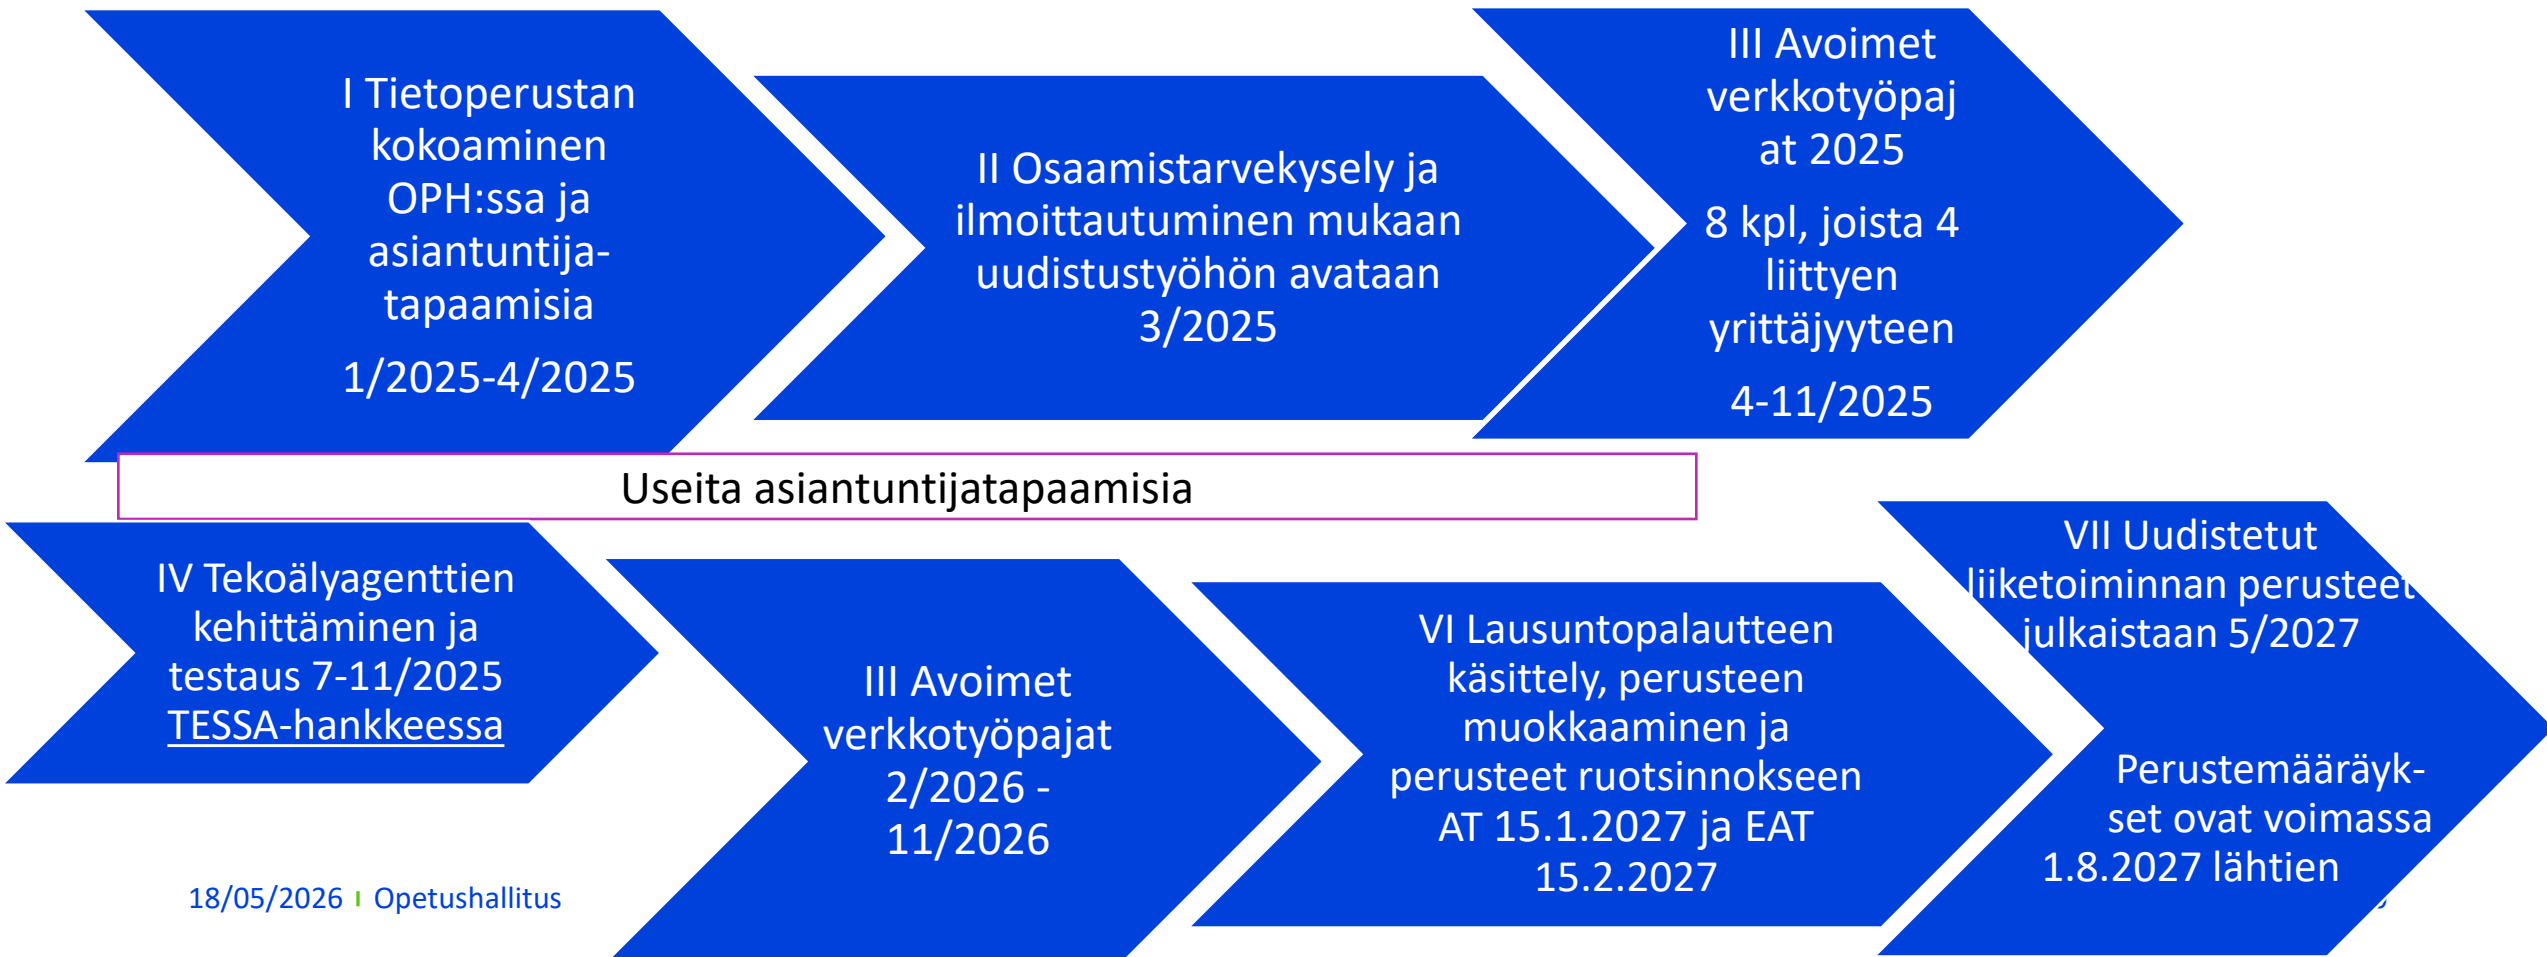 I Tietoperustan
kokoaminen
OPH:ssa ja
asiantuntija-
tapaamisia
1/2025-4/2025
II Osaamistarvekysely ja
ilmoittautuminen mukaan
uudistustyöhön avataan
3/2025
III Avoimet
verkkotyöpaj
at 2025
8 kpl, joista 4
liittyen
yrittäjyyteen
4-11/2025
Useita asiantuntijatapaamisia
IV Tekoälyagenttien
kehittäminen ja
testaus 7-11/2025
TESSA-hankkeessa
III Avoimet
verkkotyöpajat
2/2026 -
11/2026
VI Lausuntopalautteen
käsittely, perusteen
muokkaaminen ja
perusteet ruotsinnokseen
AT 15.1.2027 ja EAT
15.2.2027
VII Uudistetut
liiketoiminnan perusteet
julkaistaan 5/2027
Perustemääräyk-
set ovat voimassa
1.8.2027 lähtien
18/05/2026 I Opetushallitus